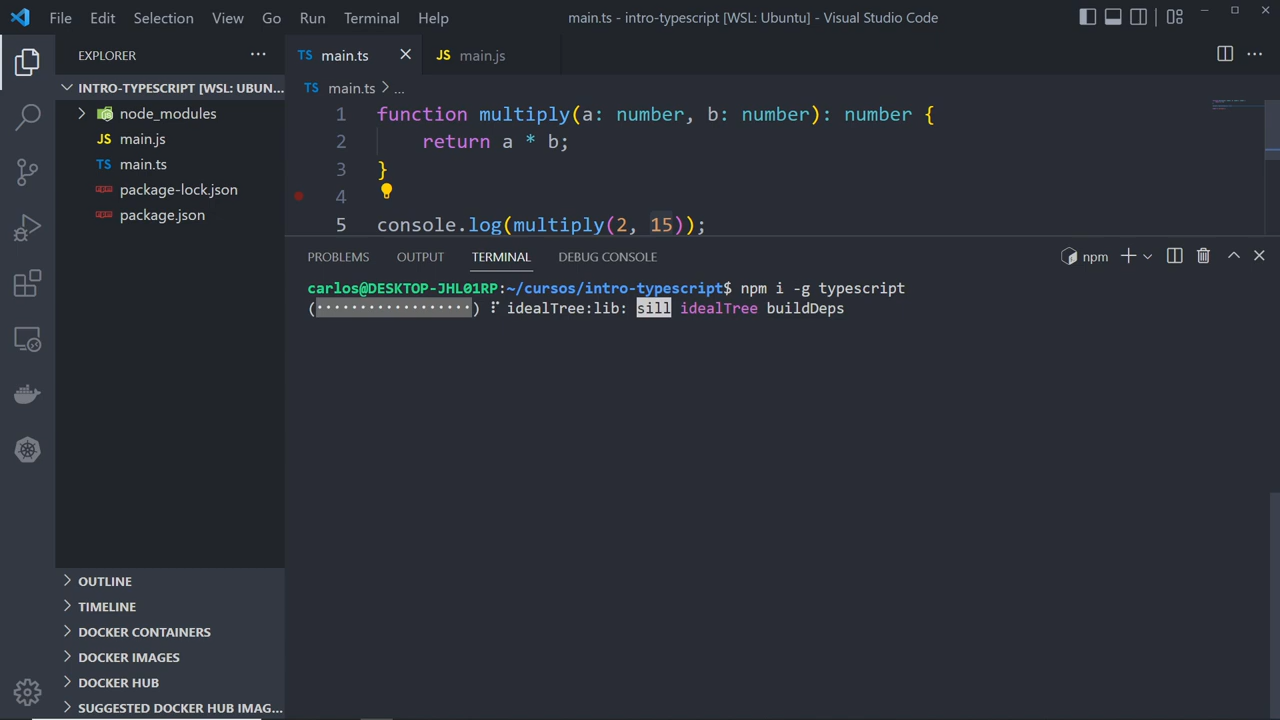 File Edit Selection View Go Run Terminal Help main.ts - intro-typescript [WSL: Ubuntu] - Visual Studio Code
EXPLORER ···
TS main.ts JS main.js
INTRO-TYPESCRIPT [WSL: UBUN...
TS main.ts > ...
node_modules
JS main.js
TS main.ts
package-lock.json
package.json
1 function multiply(a: number, b: number): number {
2 return a * b;
3 }
4
5 console.log(multiply(2, 15));
PROBLEMS OUTPUT TERMINAL DEBUG CONSOLE npm
carlos@DESKTOP-JHL01RP:~/cursos/intro-typescript$ npm i -g typescript
(··················) ⠏ idealTree:lib: sill idealTree buildDeps
OUTLINE
TIMELINE
DOCKER CONTAINERS
DOCKER IMAGES
DOCKER HUB
SUGGESTED DOCKER HUB IMAG...